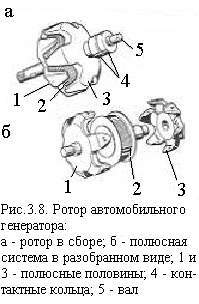 а
5
4
1
2
3
б
1
2
3
Рис.3.8. Ротор автомобильного
генератора:
а - ротор в сборе; б - полюсная
система в разобранном виде; 1 и
3 - полюсные половины; 4 - кон-
тактные кольца; 5 - вал